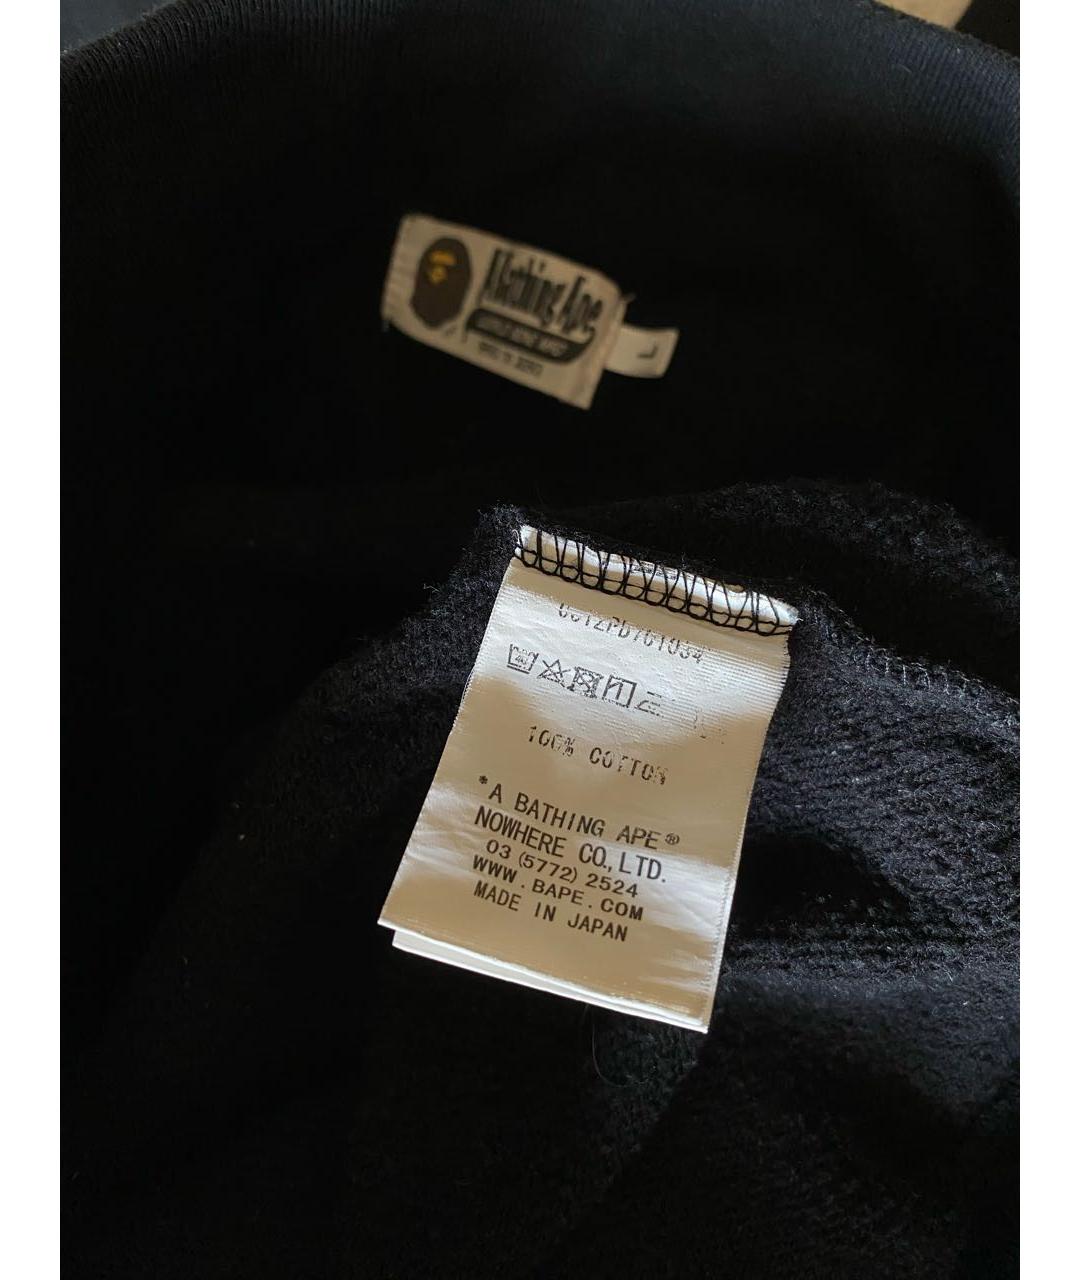 A Bathing Ape
L
100% COTTON
*A BATHING APE®
NOWHERE CO., LTD.
03 (5772) 2524
WWW.BAPE.COM
MADE IN JAPAN